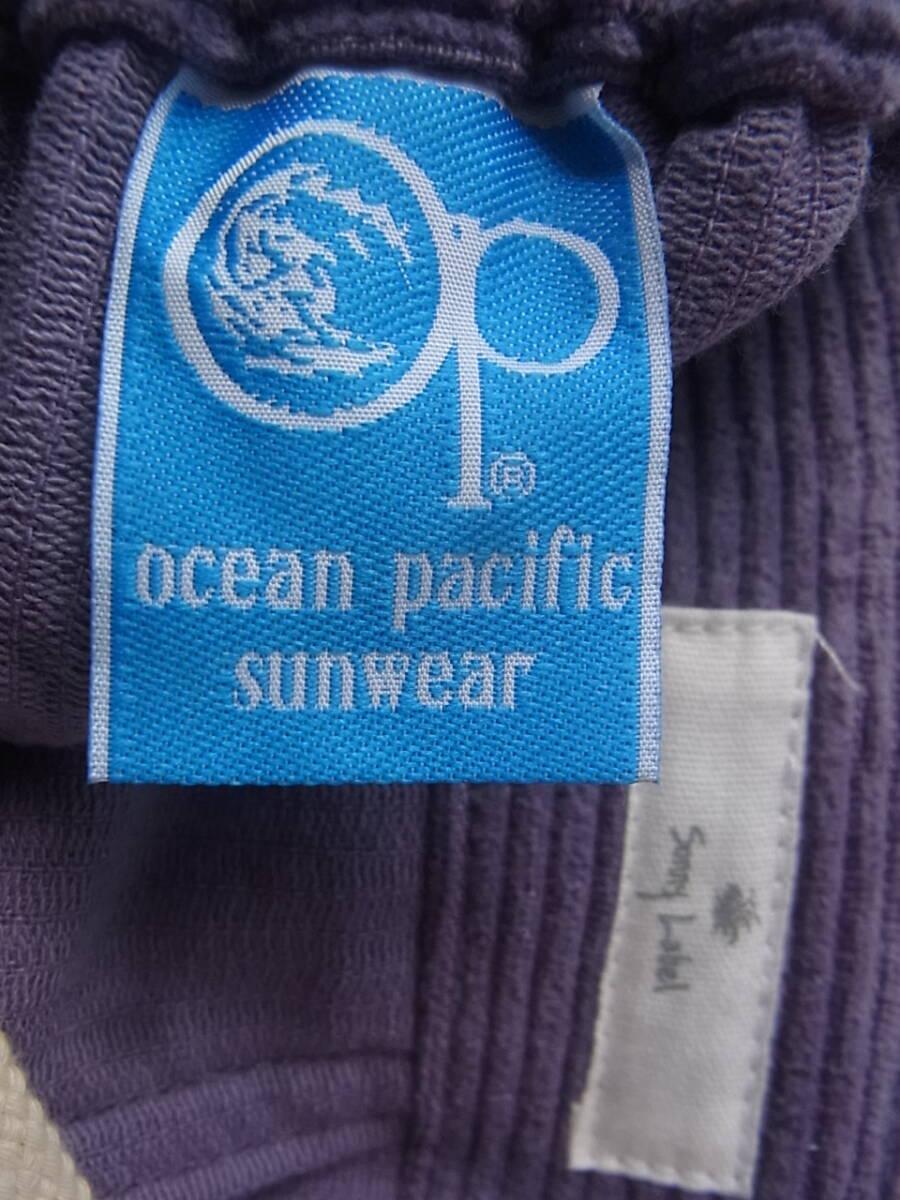 op®
ocean pacific
sunwear
Sunny Label